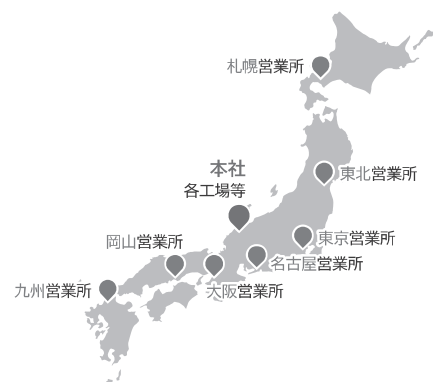 札幌営業所
本社
各工場等
東北営業所
岡山営業所
東京営業所
名古屋営業所
九州営業所
大阪営業所